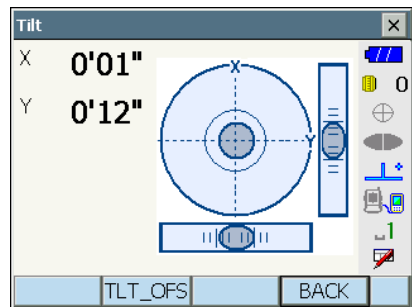 Tilt
X 0'01"
Y 0'12"
X
Y
0
1
TLT_OFS BACK